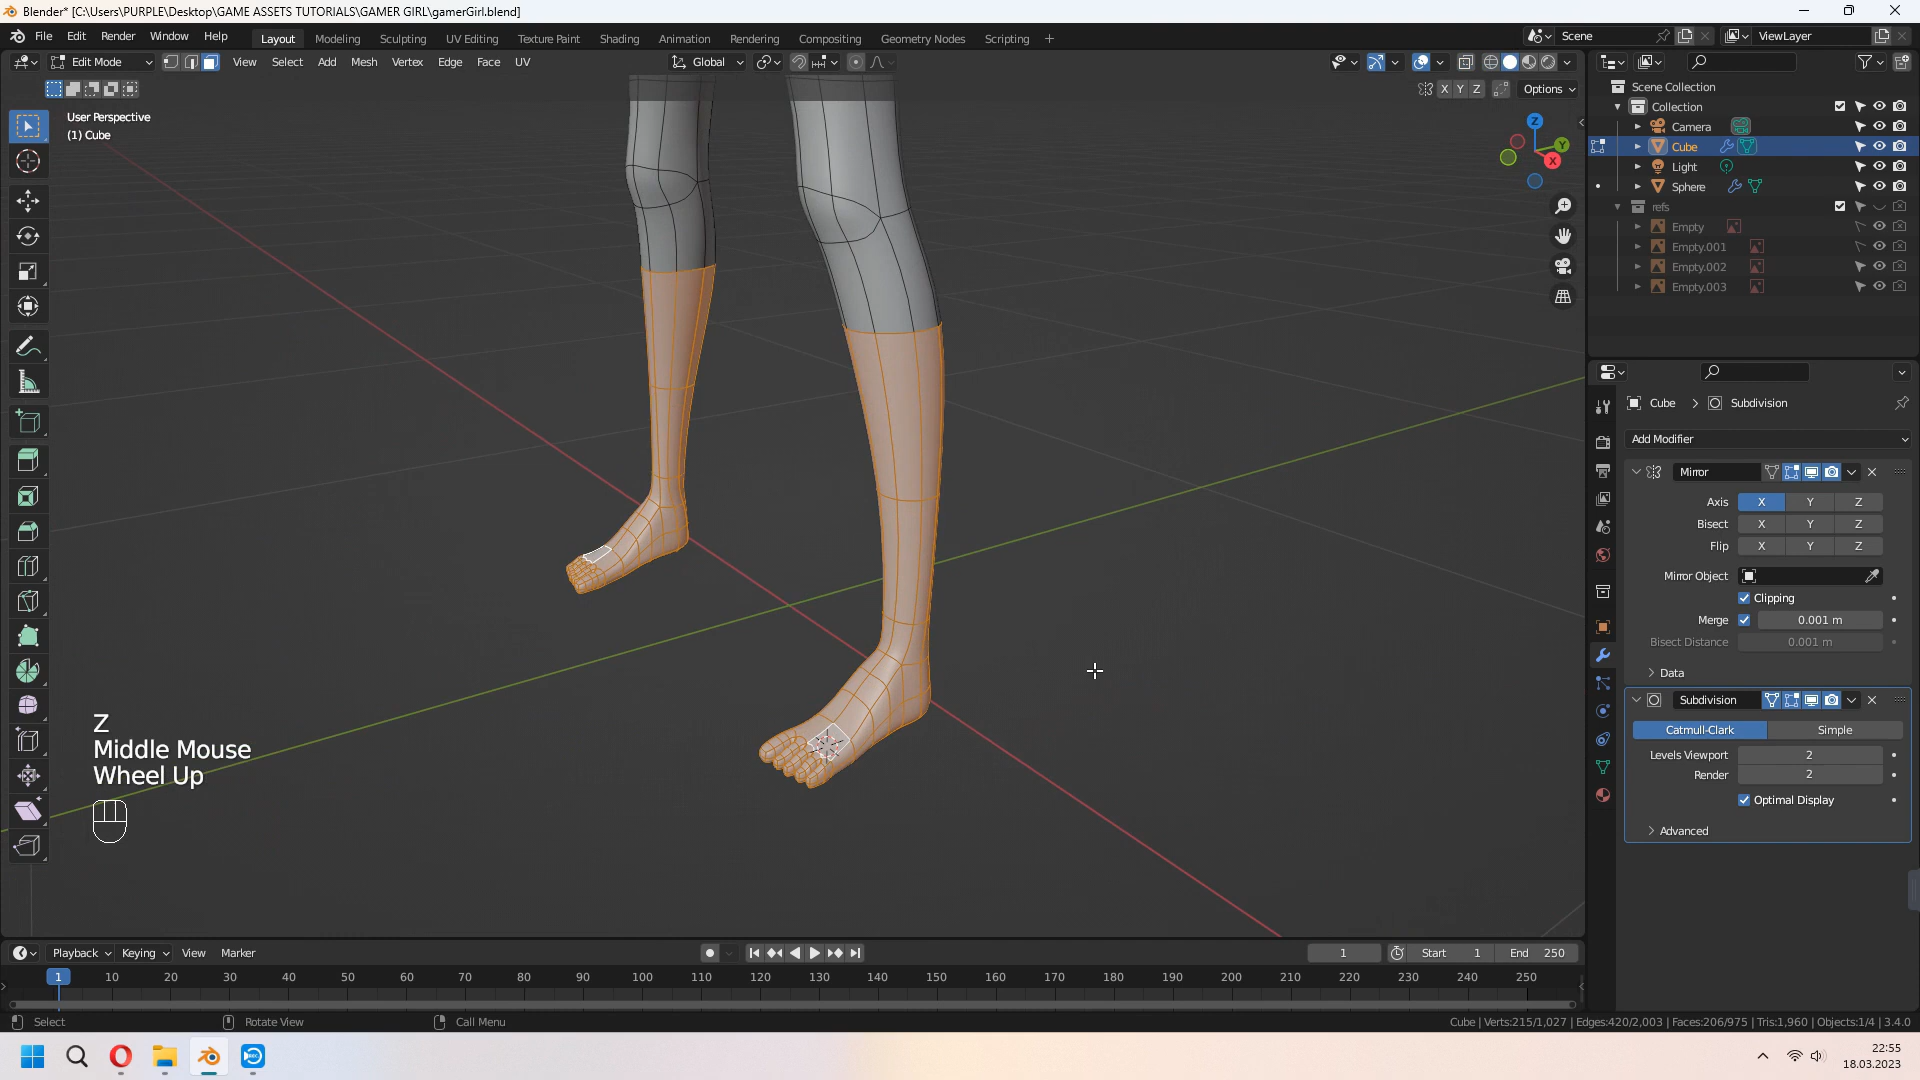 Blender* [C:\Users\PURPLE\Desktop\GAME ASSETS TUTORIALS\GAMER GIRL\gamerGirl.blend]
File Edit Render Window Help Layout Modeling Sculpting UV Editing Texture Paint Shading Animation Rendering Compositing Geometry Nodes Scripting + Scene ViewLayer
Edit Mode View Select Add Mesh Vertex Edge Face UV Global
X Y Z Options
User Perspective
(1) Cube
Z
Y
X
Scene Collection
Collection
Camera
Cube
Light
Sphere
refs
Empty
Empty.001
Empty.002
Empty.003
Cube > Subdivision
Add Modifier
Mirror
Axis X Y Z
Bisect X Y Z
Flip X Y Z
Mirror Object
Clipping
Merge 0.001 m
Bisect Distance 0.001 m
Data
Subdivision
Catmull-Clark Simple
Levels Viewport 2
Render 2
Optimal Display
Advanced
Z
Middle Mouse
Wheel Up
Playback Keying View Marker 1 Start 1 End 250
1 10 20 30 40 50 60 70 80 90 100 110 120 130 140 150 160 170 180 190 200 210 220 230 240 250
Select Rotate View Call Menu Cube | Verts:215/1,027 | Edges:420/2,003 | Faces:206/975 | Tris:1,960 | Objects:1/4 | 3.4.0
22:55
18.03.2023